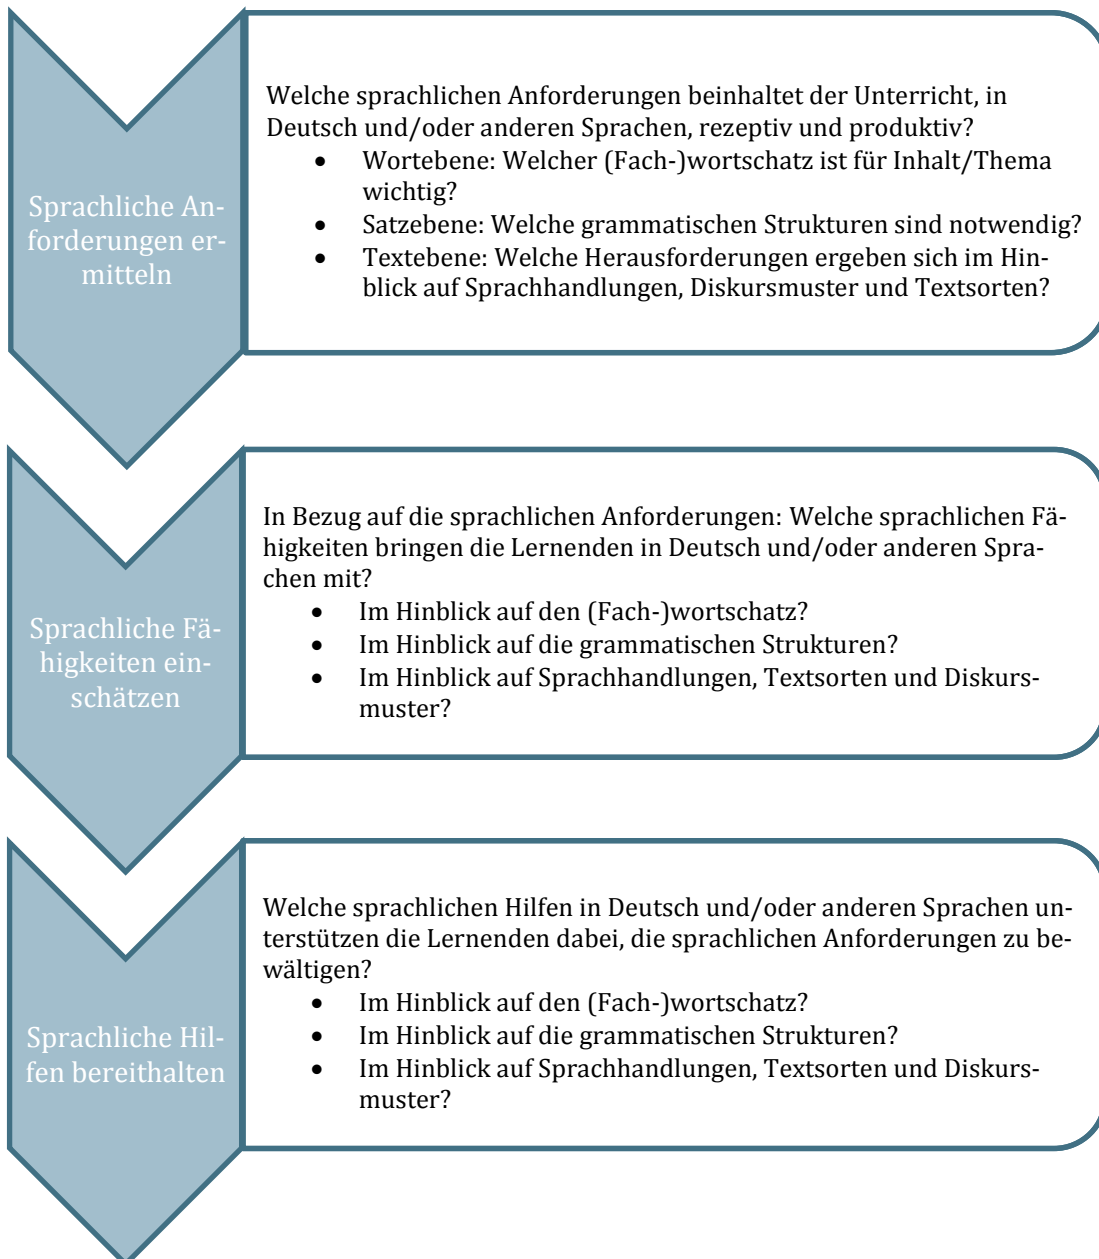 Sprachliche An-
forderungen er-
mitteln
Welche sprachlichen Anforderungen beinhaltet der Unterricht, in
Deutsch und/oder anderen Sprachen, rezeptiv und produktiv?
• Wortebene: Welcher (Fach-)wortschatz ist für Inhalt/Thema
wichtig?
• Satzebene: Welche grammatischen Strukturen sind notwendig?
• Textebene: Welche Herausforderungen ergeben sich im Hin-
blick auf Sprachhandlungen, Diskursmuster und Textsorten?
Sprachliche Fä-
higkeiten ein-
schätzen
In Bezug auf die sprachlichen Anforderungen: Welche sprachlichen Fä-
higkeiten bringen die Lernenden in Deutsch und/oder anderen Spra-
chen mit?
• Im Hinblick auf den (Fach-)wortschatz?
• Im Hinblick auf die grammatischen Strukturen?
• Im Hinblick auf Sprachhandlungen, Textsorten und Diskurs-
muster?
Sprachliche Hil-
fen bereithalten
Welche sprachlichen Hilfen in Deutsch und/oder anderen Sprachen un-
terstützen die Lernenden dabei, die sprachlichen Anforderungen zu be-
wältigen?
• Im Hinblick auf den (Fach-)wortschatz?
• Im Hinblick auf die grammatischen Strukturen?
• Im Hinblick auf Sprachhandlungen, Textsorten und Diskurs-
muster?